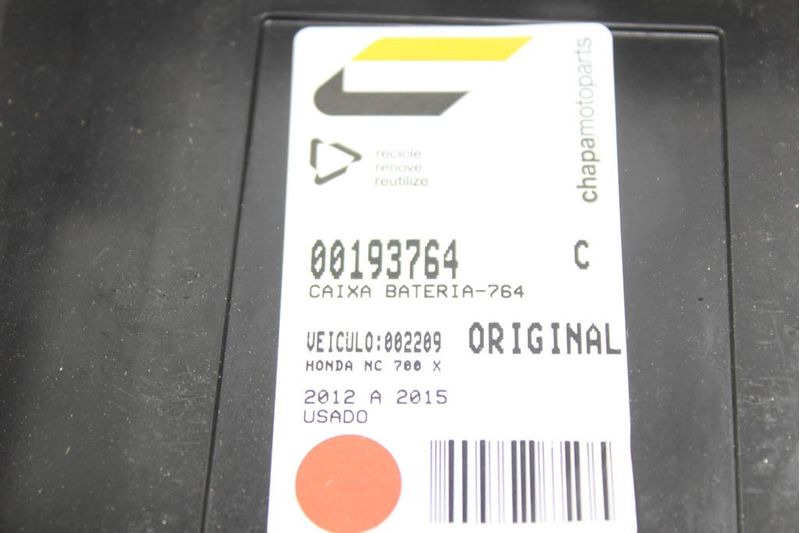 recicle
renove
reutilize
chapamotoparts
00193764 C
CAIXA BATERIA-764
VEICULO:002209 ORIGINAL
HONDA NC 700 X
2012 A 2015
USADO